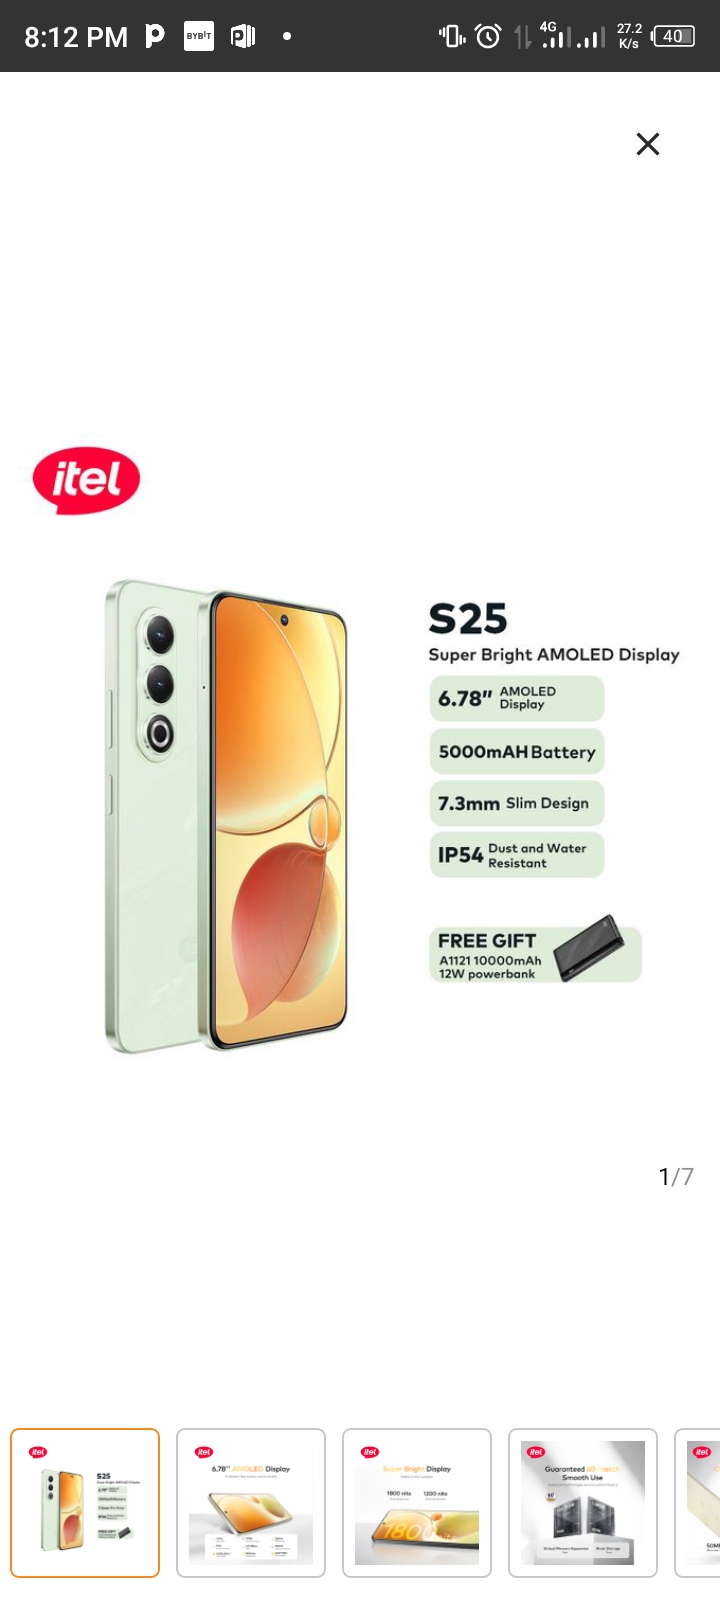 8:12 PM
BYBIT
4G
27.2
K/s
40
itel
S25
Super Bright AMOLED Display
6.78" AMOLED
Display
5000mAH Battery
7.3mm Slim Design
IP54 Dust and Water
Resistant
FREE GIFT
A1121 10000mAh
12W powerbank
1/7
itel
S25
itel
6.78" AMOLED Display
itel
Super Bright Display
1800 nits 1200 nits
1800
itel
Guaranteed 60-month
Smooth Use
itel